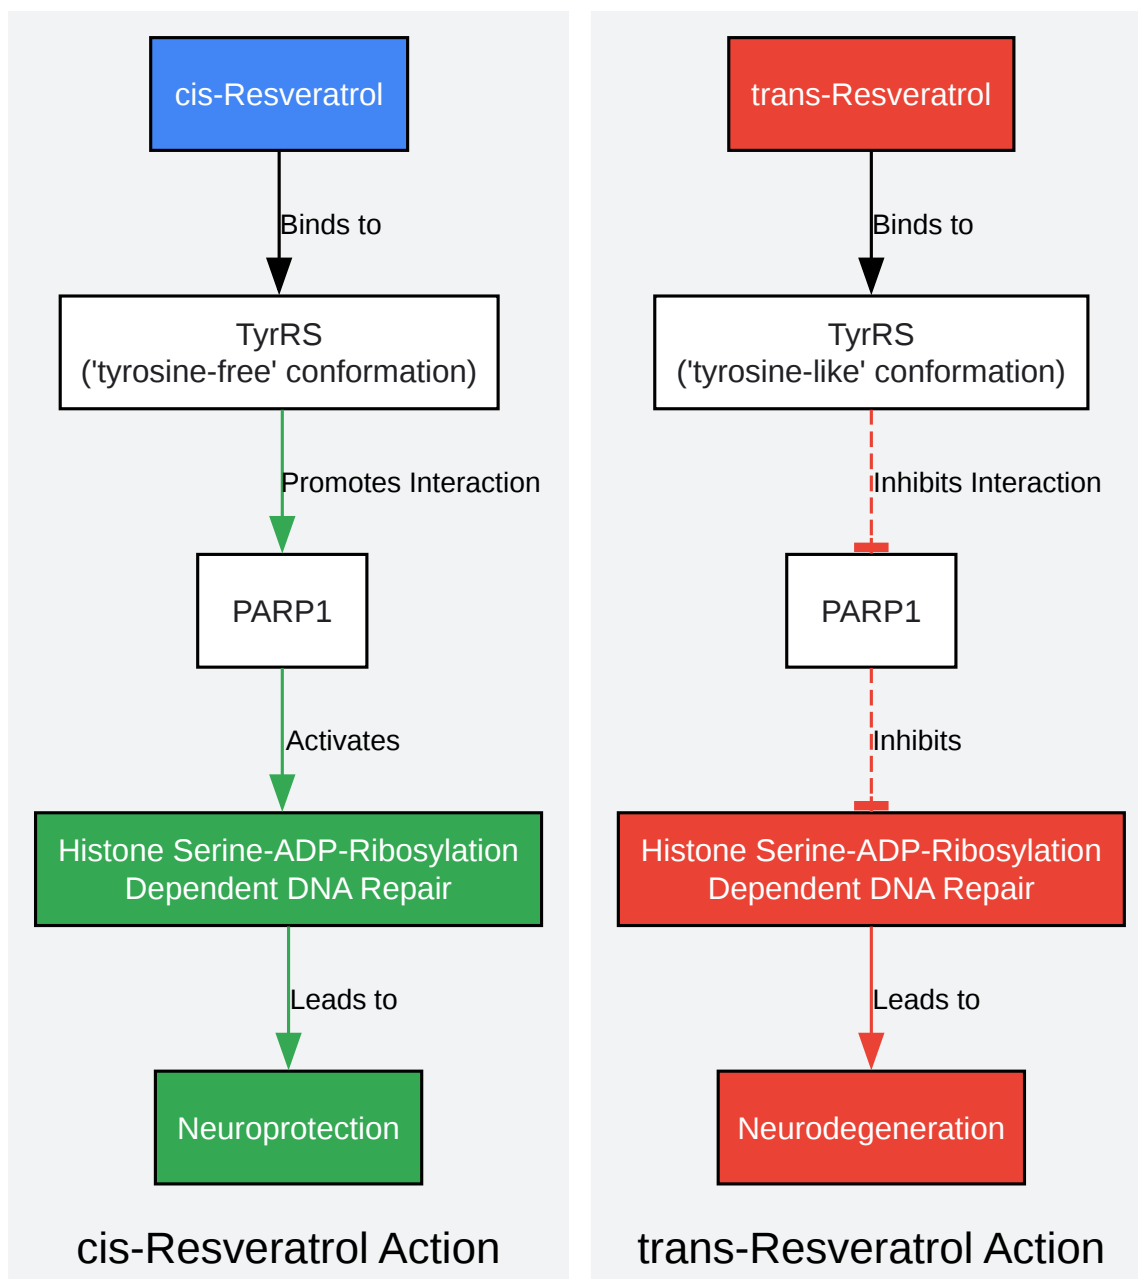 cis-Resveratrol
Binds to
TyrRS
('tyrosine-free' conformation)
Promotes Interaction
PARP1
Activates
Histone Serine-ADP-Ribosylation
Dependent DNA Repair
Leads to
Neuroprotection
cis-Resveratrol Action
trans-Resveratrol
Binds to
TyrRS
('tyrosine-like' conformation)
Inhibits Interaction
PARP1
Inhibits
Histone Serine-ADP-Ribosylation
Dependent DNA Repair
Leads to
Neurodegeneration
trans-Resveratrol Action